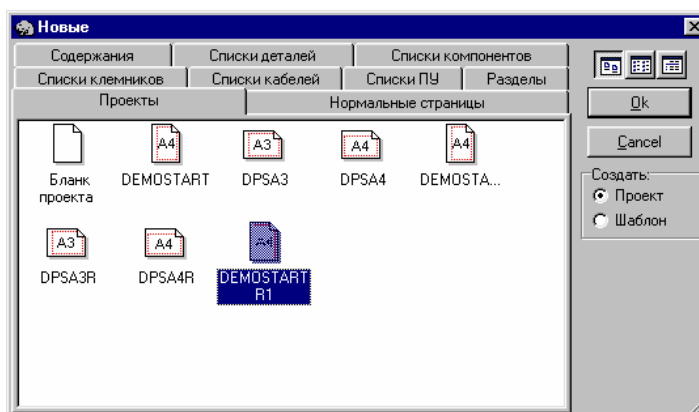 Новые
Содержания Списки деталей Списки компонентов
Списки клемников Списки кабелей Списки ПУ Разделы
Проекты Нормальные страницы
Ok
Cancel
Создать:
Проект
Шаблон
A4 A3 A4 A4
Бланк проекта DEMOSTART DPSA3 DPSA4 DEMOSTA...
A3 A4 A4
DPSA3R DPSA4R DEMOSTART R1